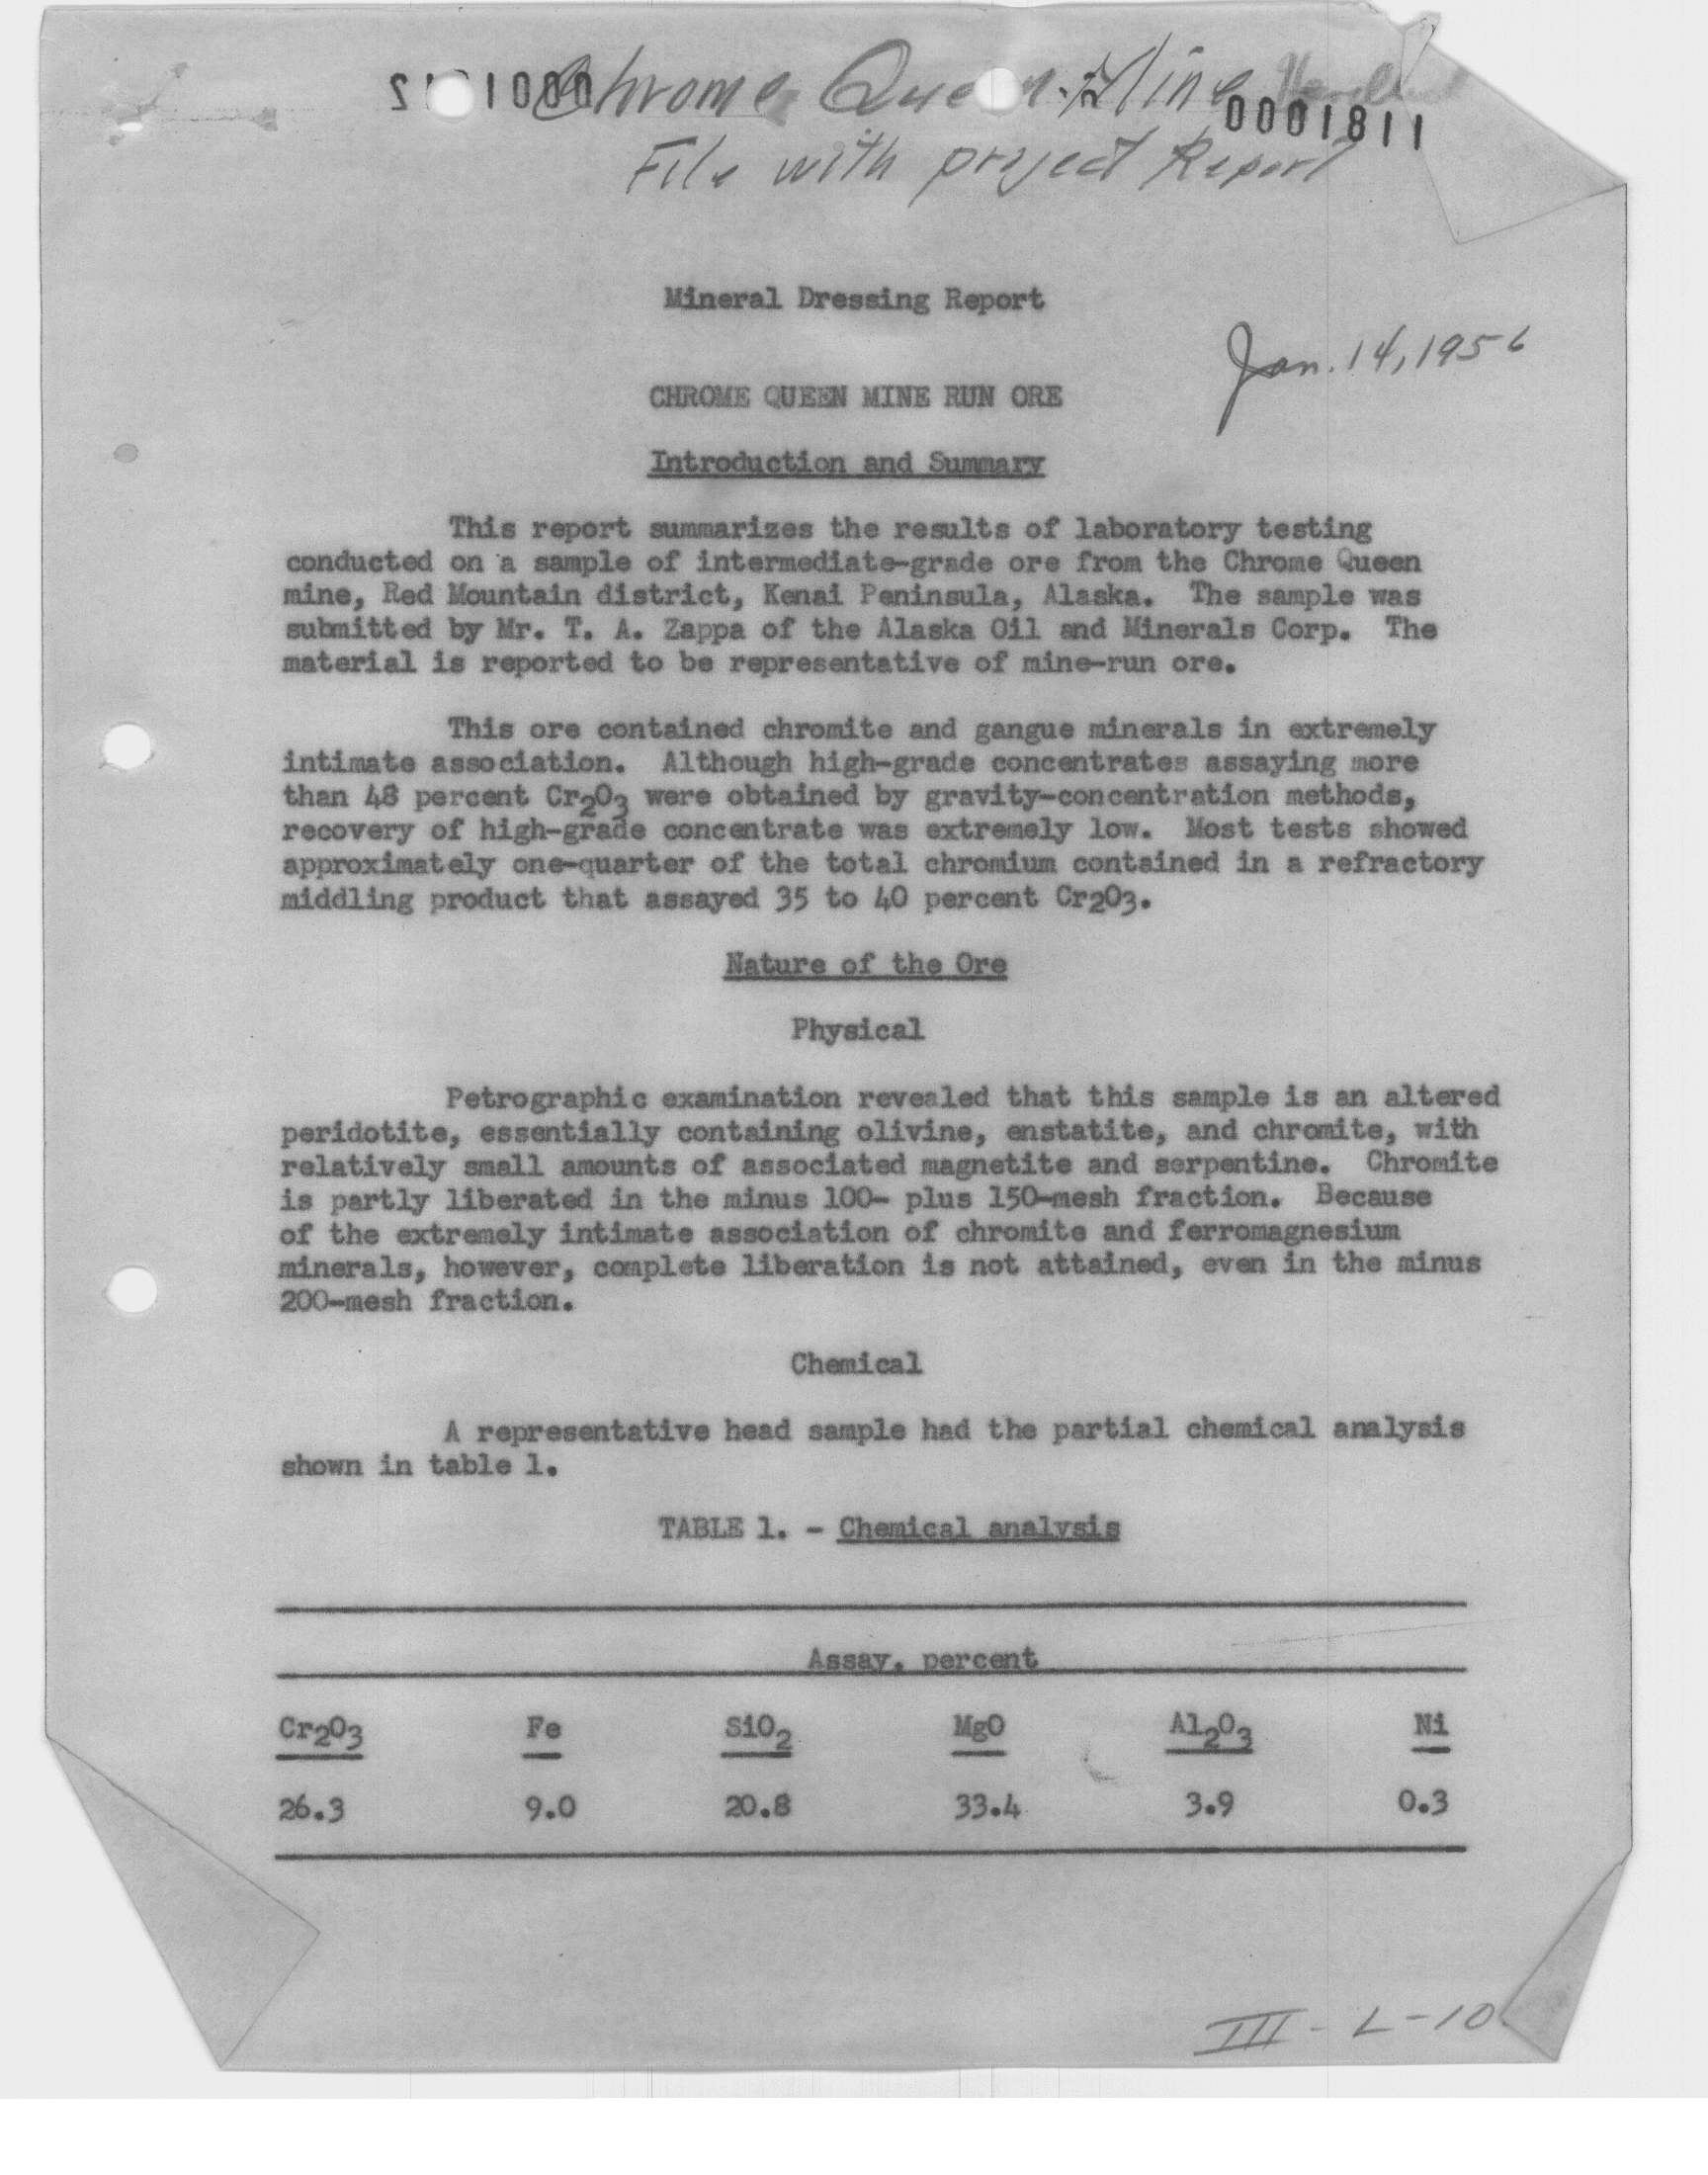 Chrome Queen Mine
0001811
File with project Report
Mineral Dressing Report
Jan. 14, 1956
CHROME QUEEN MINE RUN ORE
Introduction and Summary
This report summarizes the results of laboratory testing
conducted on a sample of intermediate-grade ore from the Chrome Queen
mine, Red Mountain district, Kenai Peninsula, Alaska. The sample was
submitted by Mr. T. A. Zappa of the Alaska Oil and Minerals Corp. The
material is reported to be representative of mine-run ore.
This ore contained chromite and gangue minerals in extremely
intimate association. Although high-grade concentrates assaying more
than 48 percent Cr2O3 were obtained by gravity-concentration methods,
recovery of high-grade concentrate was extremely low. Most tests showed
approximately one-quarter of the total chromium contained in a refractory
middling product that assayed 35 to 40 percent Cr2O3.
Nature of the Ore
Physical
Petrographic examination revealed that this sample is an altered
peridotite, essentially containing olivine, enstatite, and chromite, with
relatively small amounts of associated magnetite and serpentine. Chromite
is partly liberated in the minus 100- plus 150-mesh fraction. Because
of the extremely intimate association of chromite and ferromagnesium
minerals, however, complete liberation is not attained, even in the minus
200-mesh fraction.
Chemical
A representative head sample had the partial chemical analysis
shown in table 1.
TABLE 1. - Chemical analysis
Assay, percent
Cr2O3 Fe SiO2 MgO Al2O3 Ni
26.3 9.0 20.8 33.4 3.9 0.3
III - L - 10